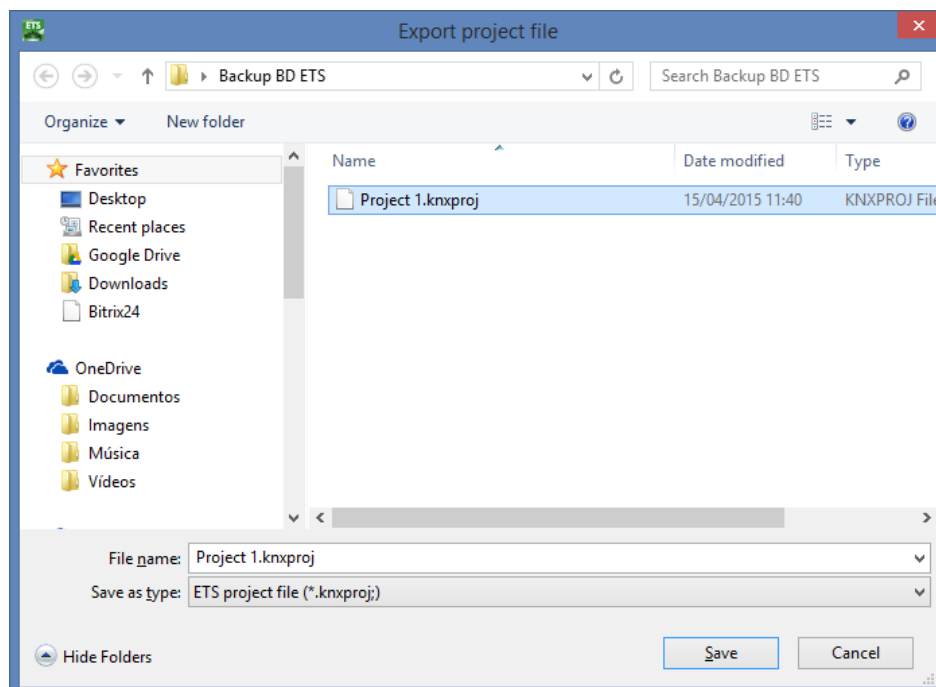 ETS
Export project file
Backup BD ETS
Search Backup BD ETS
Organize
New folder
Name
Date modified
Type
Favorites
Project 1.knxproj
15/04/2015 11:40
KNXPROJ File
Desktop
Recent places
Google Drive
Downloads
Bitrix24
OneDrive
Documentos
Imagens
Música
Vídeos
File name:
Project 1.knxproj
Save as type:
ETS project file (*.knxproj;)
Hide Folders
Save
Cancel